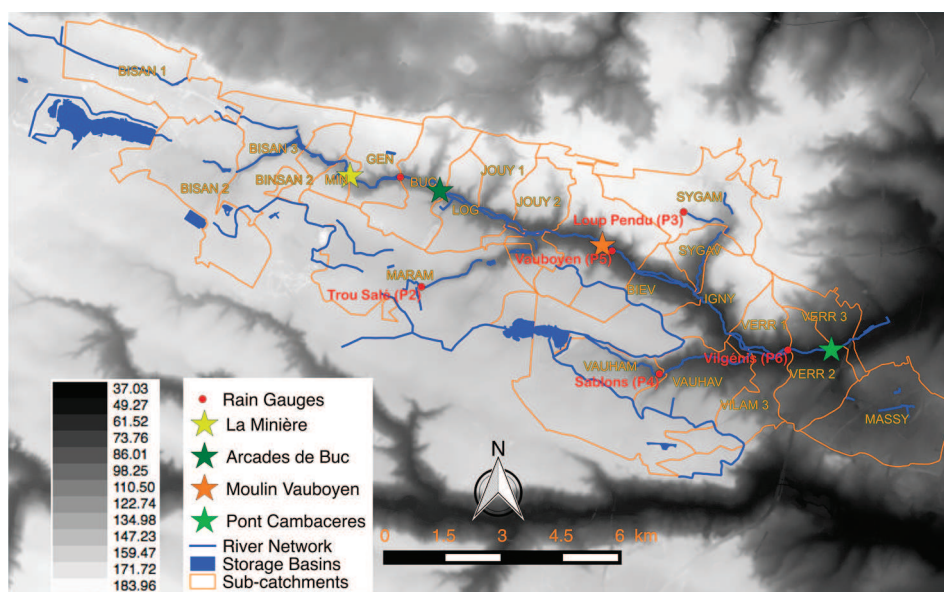 BISAN 1
BISAN 3
GEN
BISAN 2
BINSAN 2
MIN
BUC
JOUY 1
LOG
JOUY 2
SYGAM
Loup Pendu (P3)
Vauboyen (P5)
SYGA7
MARAM
Trou Salé (P2)
BIEV
IGNY
VERR 1
VERR 3
VAUHAM
Vilgénis (P6)
Sablons (P4)
VAUHAV
VERR 2
VILAM 3
MASSY
37.03
49.27
61.52
73.76
86.01
98.25
110.50
122.74
134.98
147.23
159.47
171.72
183.96
Rain Gauges
La Minière
Arcades de Buc
Moulin Vauboyen
Pont Cambaceres
River Network
Storage Basins
Sub-catchments
N
0 1.5 3 4.5 6 km